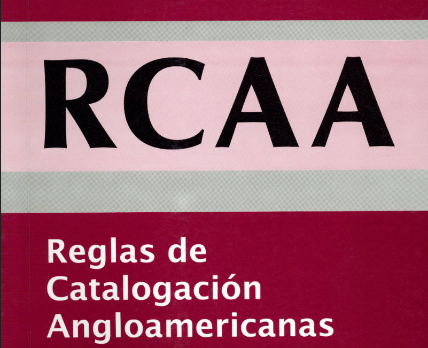 RCAA
Reglas de
Catalogación
Angloamericanas